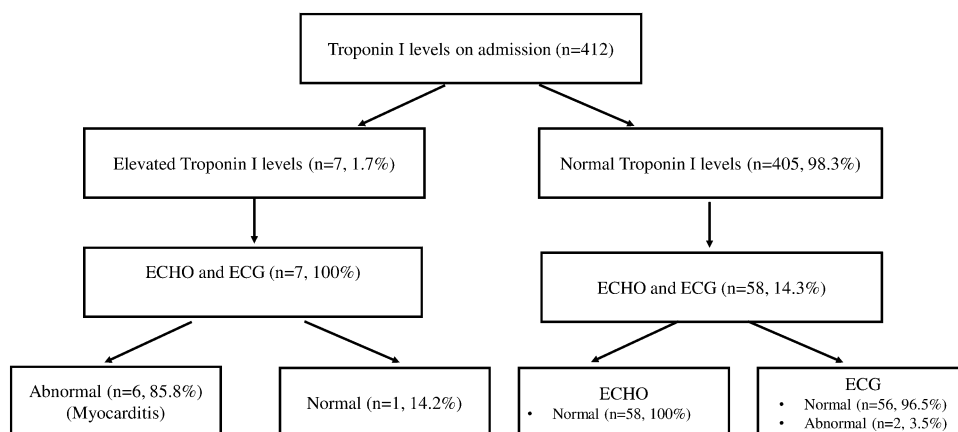 Troponin I levels on admission (n=412)
Elevated Troponin I levels (n=7, 1.7%)
Normal Troponin I levels (n=405, 98.3%)
ECHO and ECG (n=7, 100%)
ECHO and ECG (n=58, 14.3%)
Abnormal (n=6, 85.8%)
(Myocarditis)
Normal (n=1, 14.2%)
ECHO
• Normal (n=58, 100%)
ECG
• Normal (n=56, 96.5%)
• Abnormal (n=2, 3.5%)